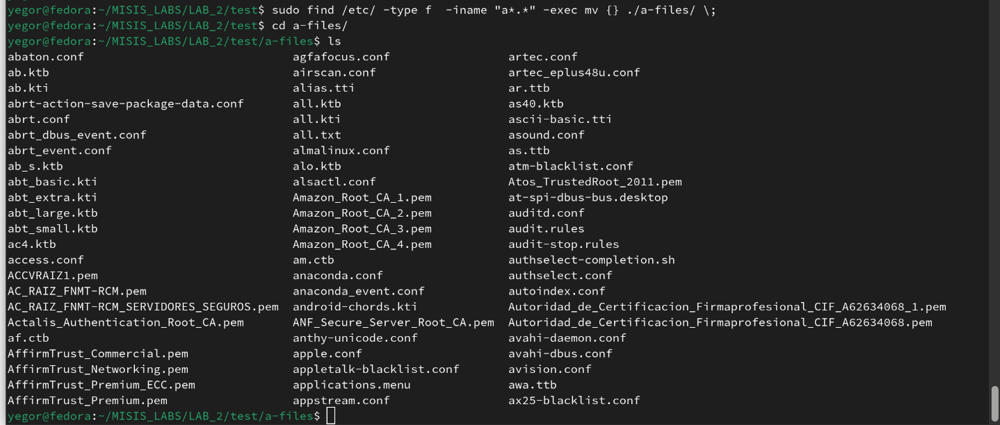 yegor@fedora:~/MISIS_LABS/LAB_2/test$ sudo find /etc/ -type f  -iname "a*.*" -exec mv {} ./a-files/ \;
yegor@fedora:~/MISIS_LABS/LAB_2/test$ cd a-files/
yegor@fedora:~/MISIS_LABS/LAB_2/test/a-files$ ls
abaton.conf                            agfafocus.conf                 artec.conf
ab.ktb                                 airscan.conf                   artec_eplus48u.conf
ab.kti                                 alias.tti                      ar.ttb
abrt-action-save-package-data.conf     all.ktb                        as40.ktb
abrt.conf                              all.kti                        ascii-basic.tti
abrt_dbus_event.conf                   all.txt                        asound.conf
abrt_event.conf                        almalinux.conf                 as.ttb
ab_s.ktb                               alo.ktb                        atm-blacklist.conf
abt_basic.kti                          alsactl.conf                   Atos_TrustedRoot_2011.pem
abt_extra.kti                          Amazon_Root_CA_1.pem           at-spi-dbus-bus.desktop
abt_large.ktb                          Amazon_Root_CA_2.pem           auditd.conf
abt_small.ktb                          Amazon_Root_CA_3.pem           audit.rules
ac4.ktb                                Amazon_Root_CA_4.pem           audit-stop.rules
access.conf                            am.ctb                         authselect-completion.sh
ACCVRAIZ1.pem                          anaconda.conf                  authselect.conf
AC_RAIZ_FNMT-RCM.pem                   anaconda_event.conf            autoindex.conf
AC_RAIZ_FNMT-RCM_SERVIDORES_SEGUROS.pem  android-chords.kti             Autoridad_de_Certificacion_Firmaprofesional_CIF_A62634068_1.pem
Actalis_Authentication_Root_CA.pem     ANF_Secure_Server_Root_CA.pem  Autoridad_de_Certificacion_Firmaprofesional_CIF_A62634068.pem
af.ctb                                 anthy-unicode.conf             avahi-daemon.conf
AffirmTrust_Commercial.pem             apple.conf                     avahi-dbus.conf
AffirmTrust_Networking.pem             appletalk-blacklist.conf       avision.conf
AffirmTrust_Premium_ECC.pem            applications.menu              awa.ttb
AffirmTrust_Premium.pem                appstream.conf                 ax25-blacklist.conf
yegor@fedora:~/MISIS_LABS/LAB_2/test/a-files$